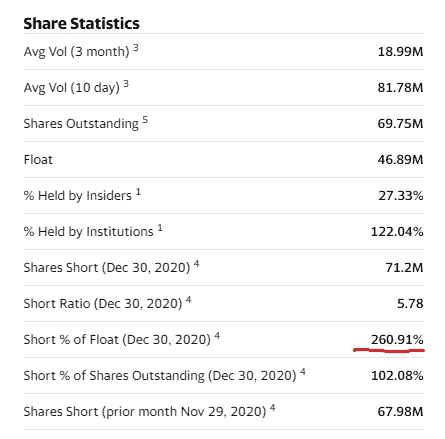 Share Statistics
Avg Vol (3 month) 3 18.99M
Avg Vol (10 day) 3 81.78M
Shares Outstanding 5 69.75M
Float 46.89M
% Held by Insiders 1 27.33%
% Held by Institutions 1 122.04%
Shares Short (Dec 30, 2020) 4 71.2M
Short Ratio (Dec 30, 2020) 4 5.78
Short % of Float (Dec 30, 2020) 4 260.91%
Short % of Shares Outstanding (Dec 30, 2020) 4 102.08%
Shares Short (prior month Nov 29, 2020) 4 67.98M